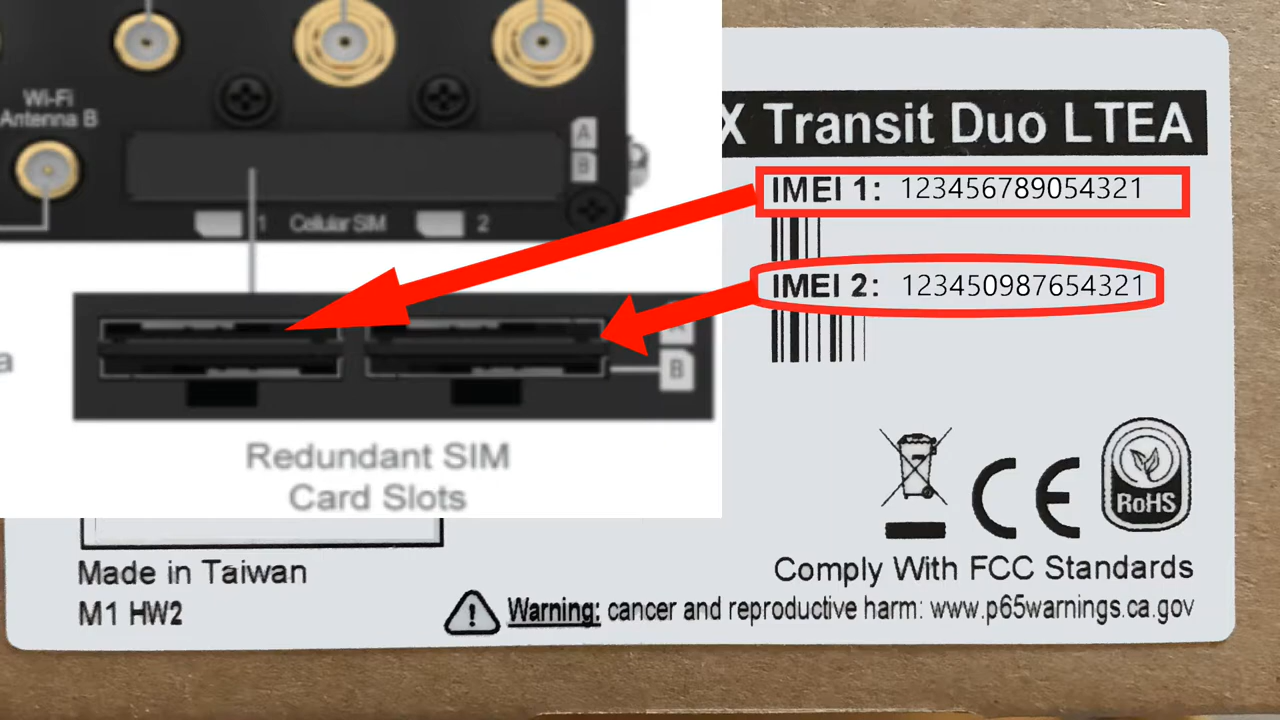 Wi-Fi
Antenna B
A
B
1 Cellular SIM 2
A
B
a
Redundant SIM
Card Slots
X Transit Duo LTEA
IMEI 1: 123456789054321
IMEI 2: 123450987654321
RoHS
Comply With FCC Standards
Made in Taiwan
M1 HW2
Warning: cancer and reproductive harm: www.p65warnings.ca.gov